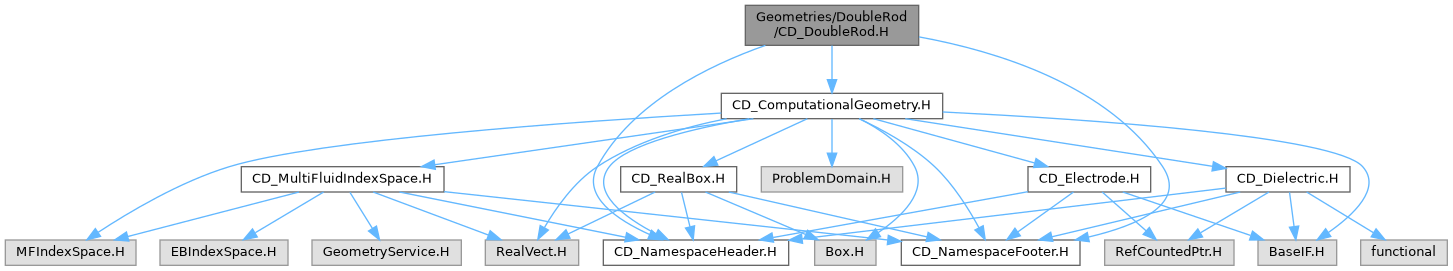 Geometries/DoubleRod
/CD_DoubleRod.H
CD_ComputationalGeometry.H
CD_MultiFluidIndexSpace.H
CD_RealBox.H
ProblemDomain.H
CD_Electrode.H
CD_Dielectric.H
MFIndexSpace.H
EBIndexSpace.H
GeometryService.H
RealVect.H
CD_NamespaceHeader.H
Box.H
CD_NamespaceFooter.H
RefCountedPtr.H
BaseIF.H
functional